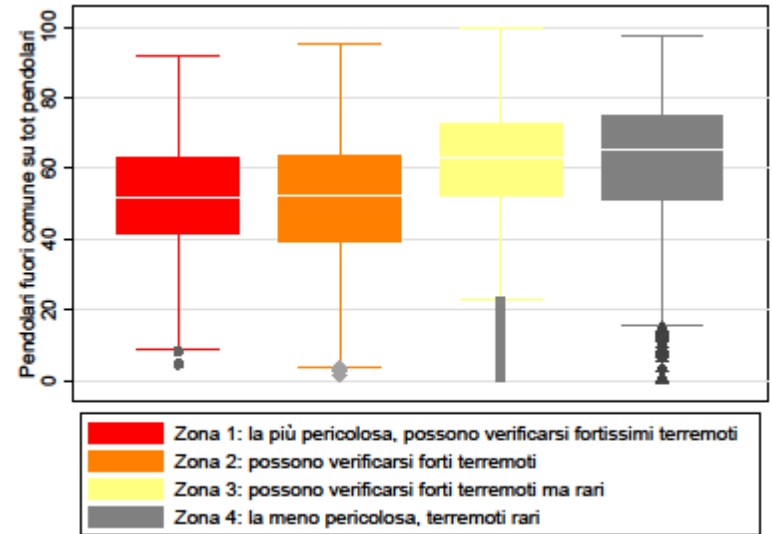 Pendolari fuori comune su tot pendolari
100
80
60
40
20
0
Zona 1: la più pericolosa, possono verificarsi fortissimi terremoti
Zona 2: possono verificarsi forti terremoti
Zona 3: possono verificarsi forti terremoti ma rari
Zona 4: la meno pericolosa, terremoti rari